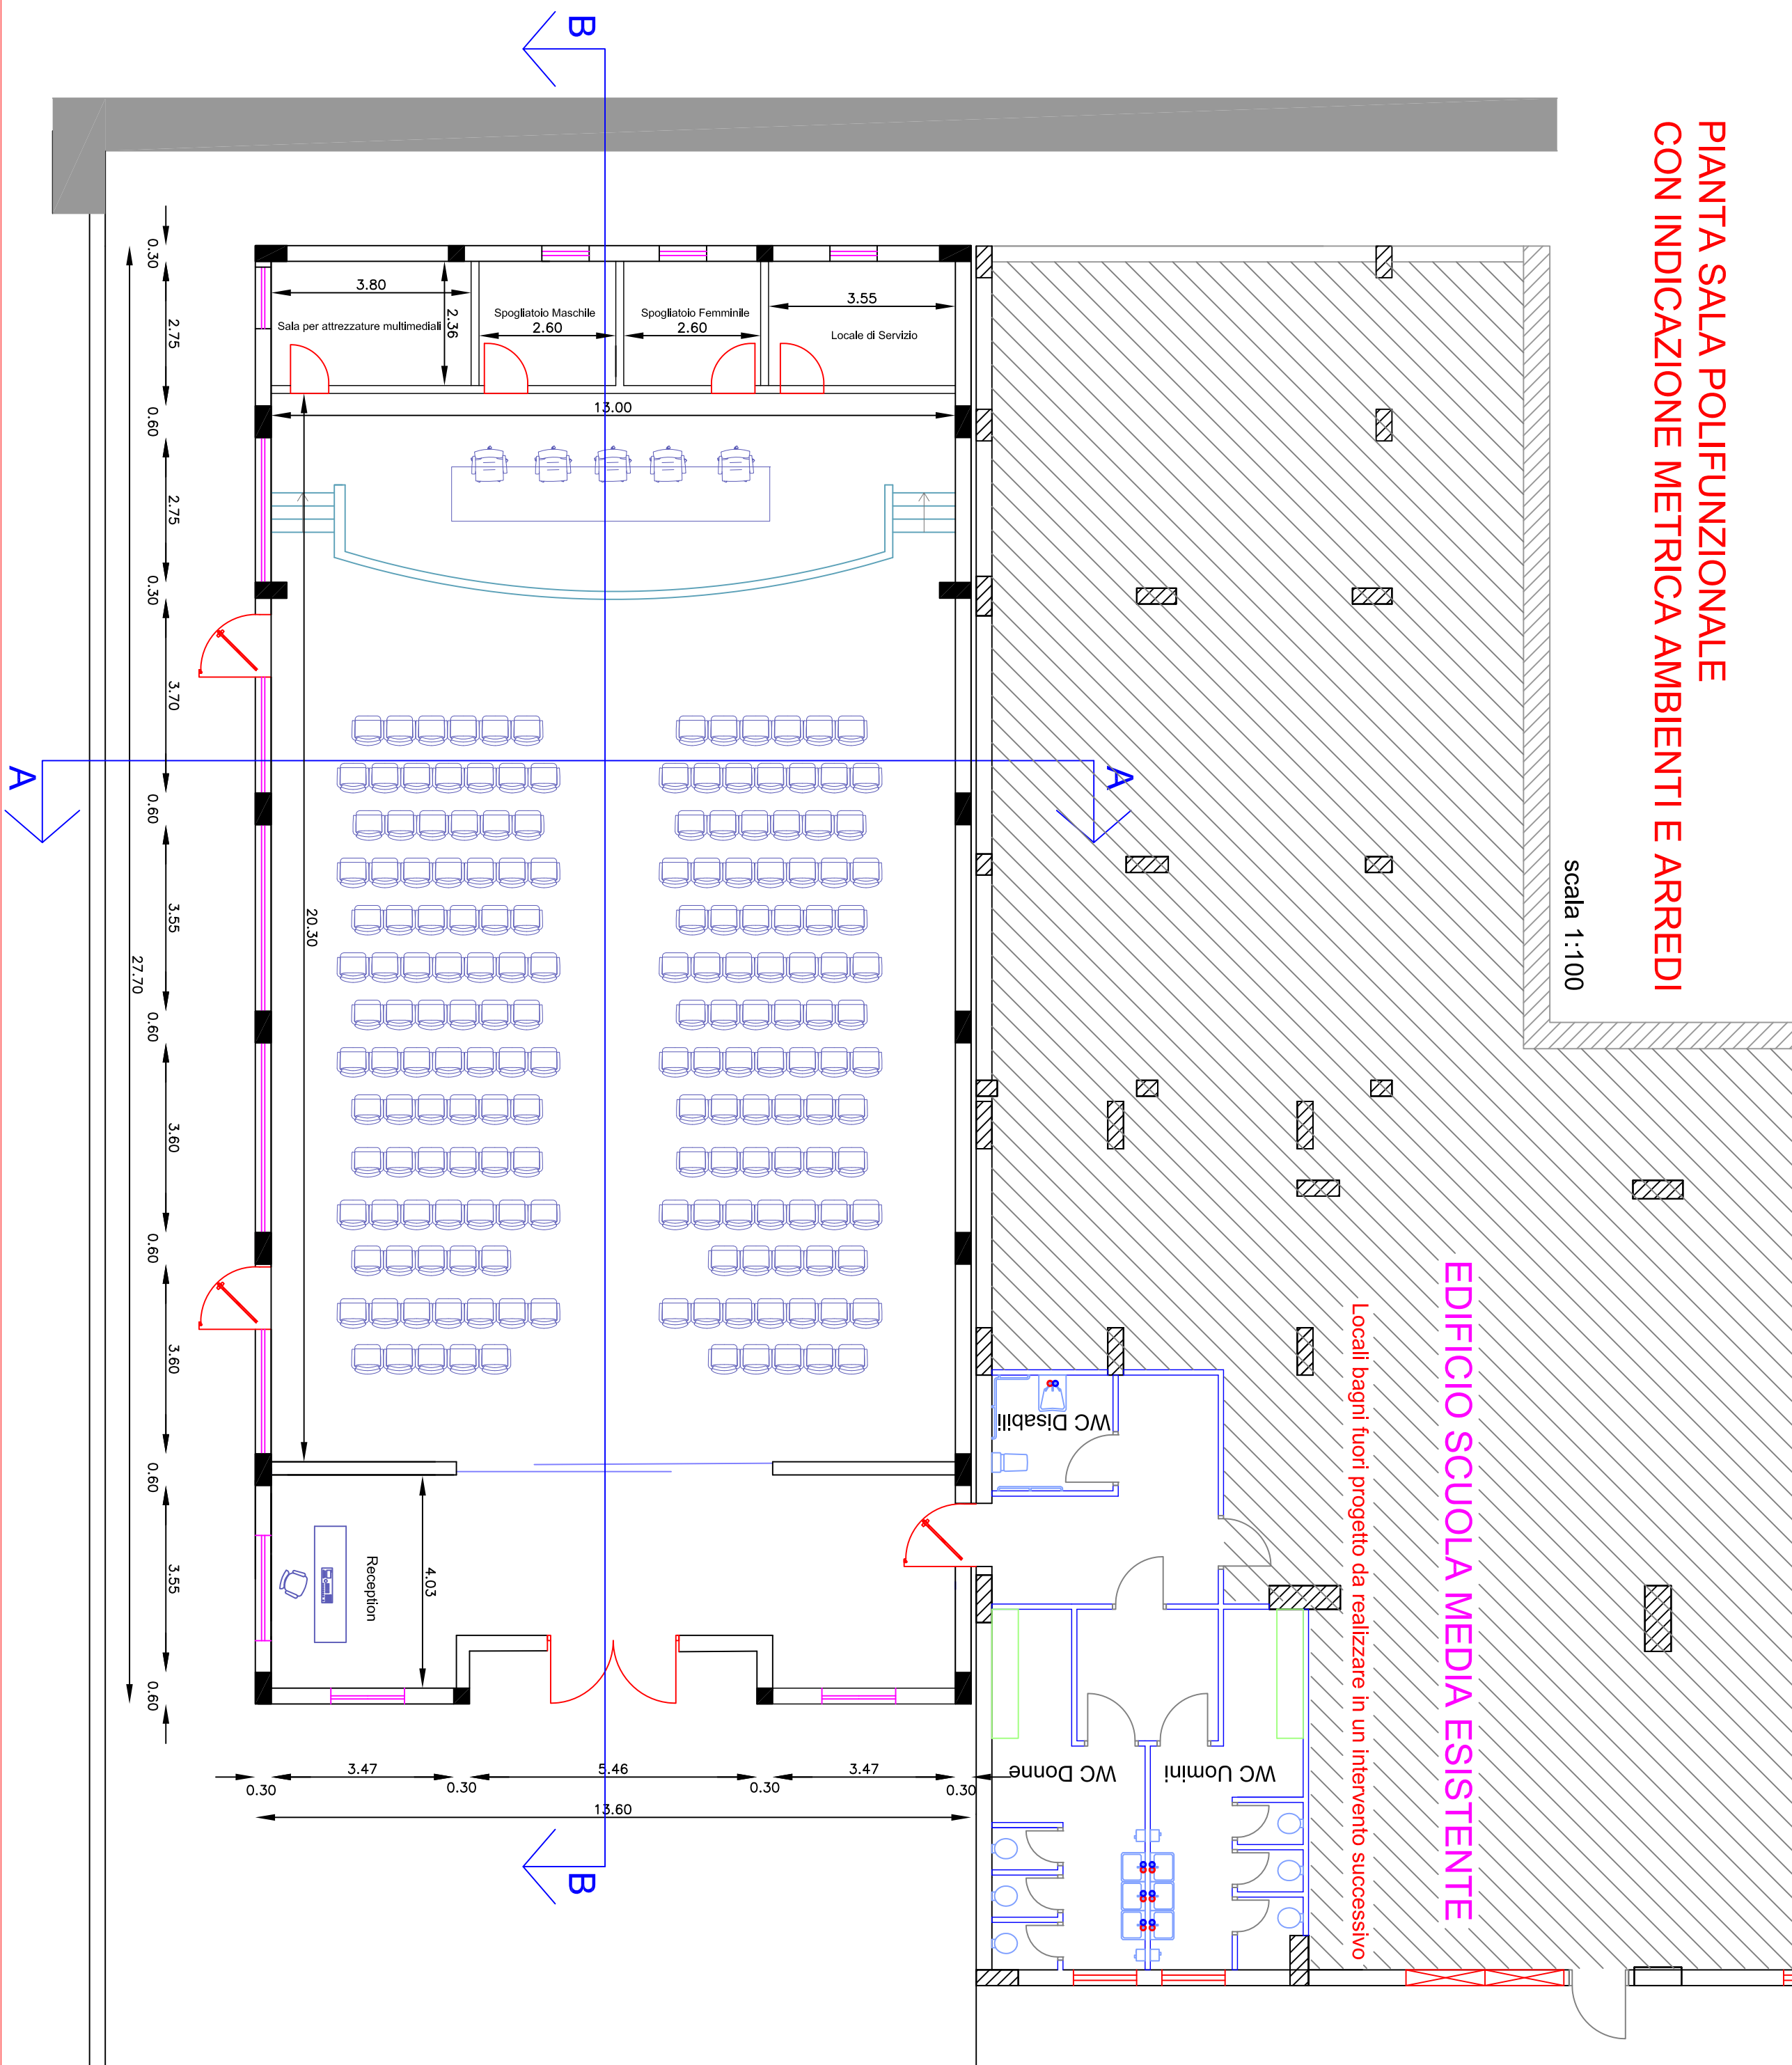 PIANTA SALA POLIFUNZIONALE
CON INDICAZIONE METRICA AMBIENTI E ARREDI
scala 1:100
EDIFICIO SCUOLA MEDIA ESISTENTE
Locali bagni fuori progetto da realizzare in un intervento successivo
B
A
A
B
3.80
2.36
Sala per attrezzature multimediali
Spogliatoio Maschile
2.60
Spogliatoio Femminile
2.60
3.55
Locale di Servizio
13.00
20.30
Reception
4.03
WC Disabili
WC Donne
WC Uomini
0.30
2.75
0.60
2.75
0.30
3.70
0.60
3.55
0.60
3.60
0.60
3.60
0.60
3.55
0.60
27.70
0.30
3.47
0.30
5.46
0.30
3.47
0.30
13.60